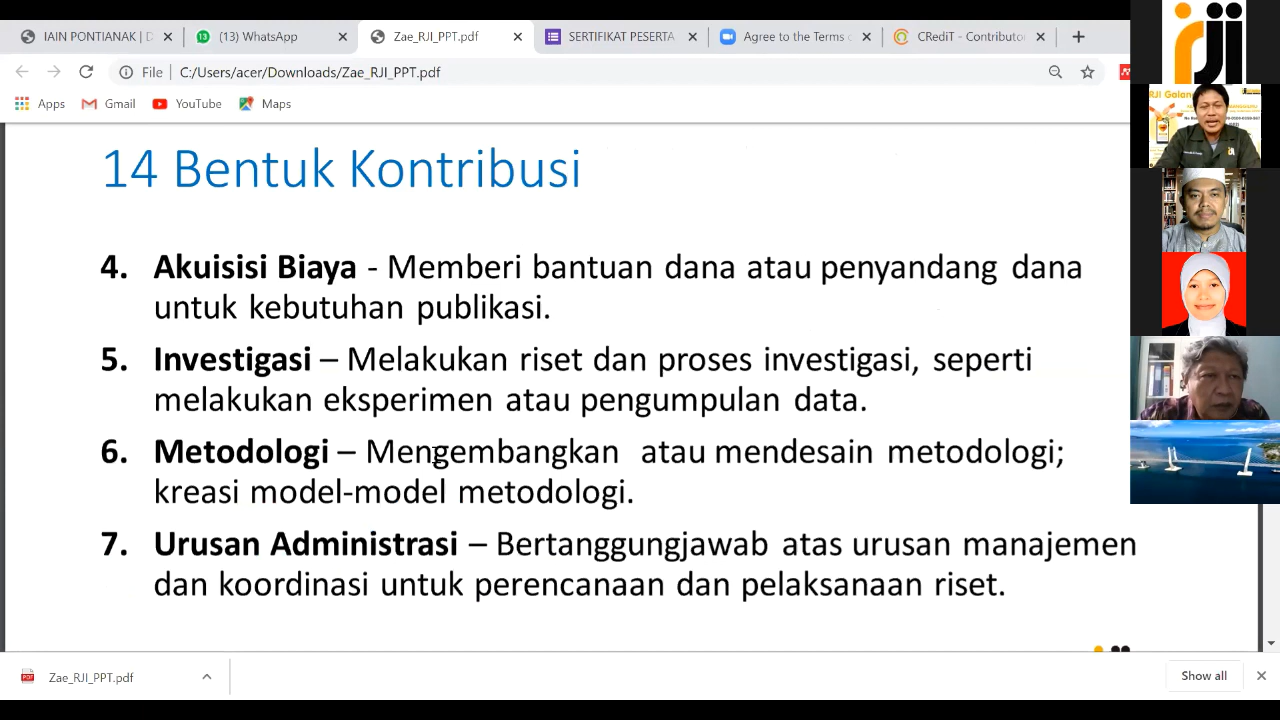 IAIN PONTIANAK | D
(13) WhatsApp
Zae_RJI_PPT.pdf
SERTIFIKAT PESERTA
Agree to the Terms o
CRediT - Contributor
File
C:/Users/acer/Downloads/Zae_RJI_PPT.pdf
Apps
Gmail
YouTube
Maps
rji
RJI
14 Bentuk Kontribusi
4. Akuisisi Biaya - Memberi bantuan dana atau penyandang dana
untuk kebutuhan publikasi.
5. Investigasi – Melakukan riset dan proses investigasi, seperti
melakukan eksperimen atau pengumpulan data.
6. Metodologi – Mengembangkan atau mendesain metodologi;
kreasi model-model metodologi.
7. Urusan Administrasi – Bertanggungjawab atas urusan manajemen
dan koordinasi untuk perencanaan dan pelaksanaan riset.
Zae_RJI_PPT.pdf
Show all